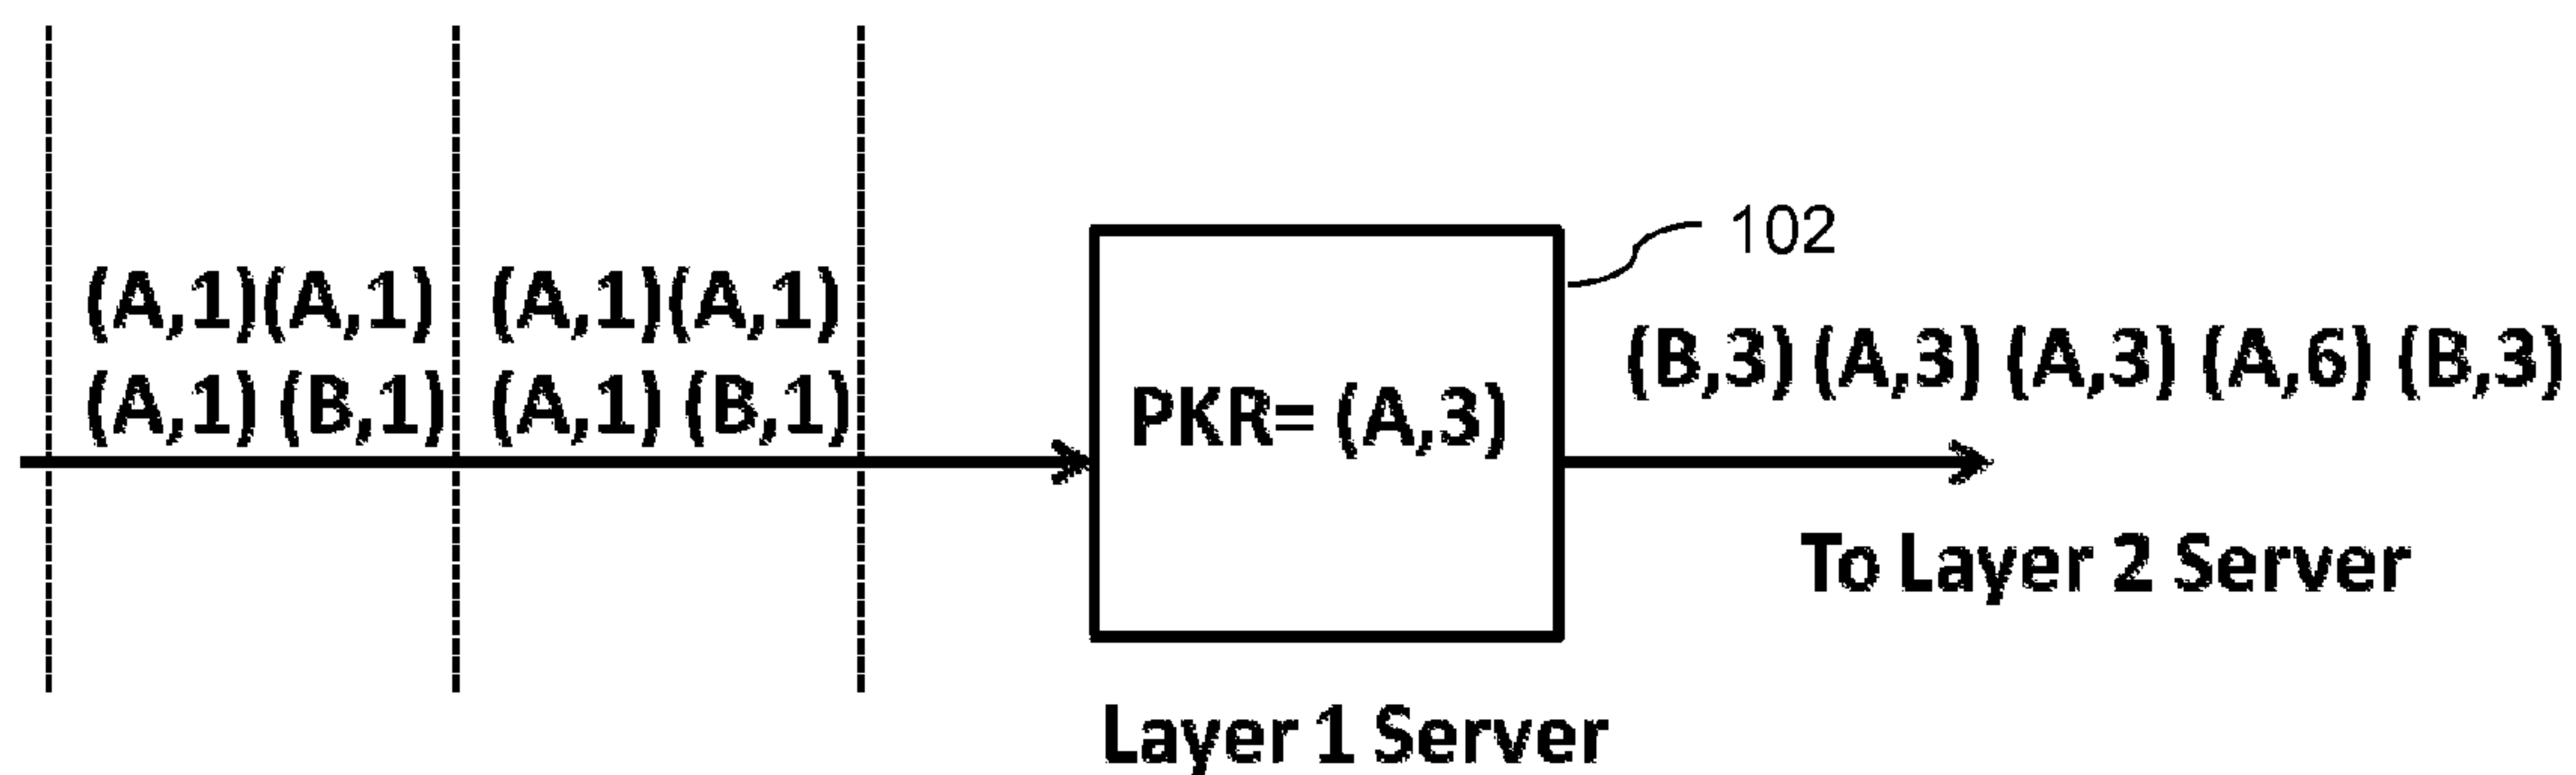 102
(A,1)(A,1) (A,1)(A,1)
(A,1) (B,1) (A,1) (B,1)
PKR= (A,3)
(B,3) (A,3) (A,3) (A,6) (B,3)
To Layer 2 Server
Layer 1 Server